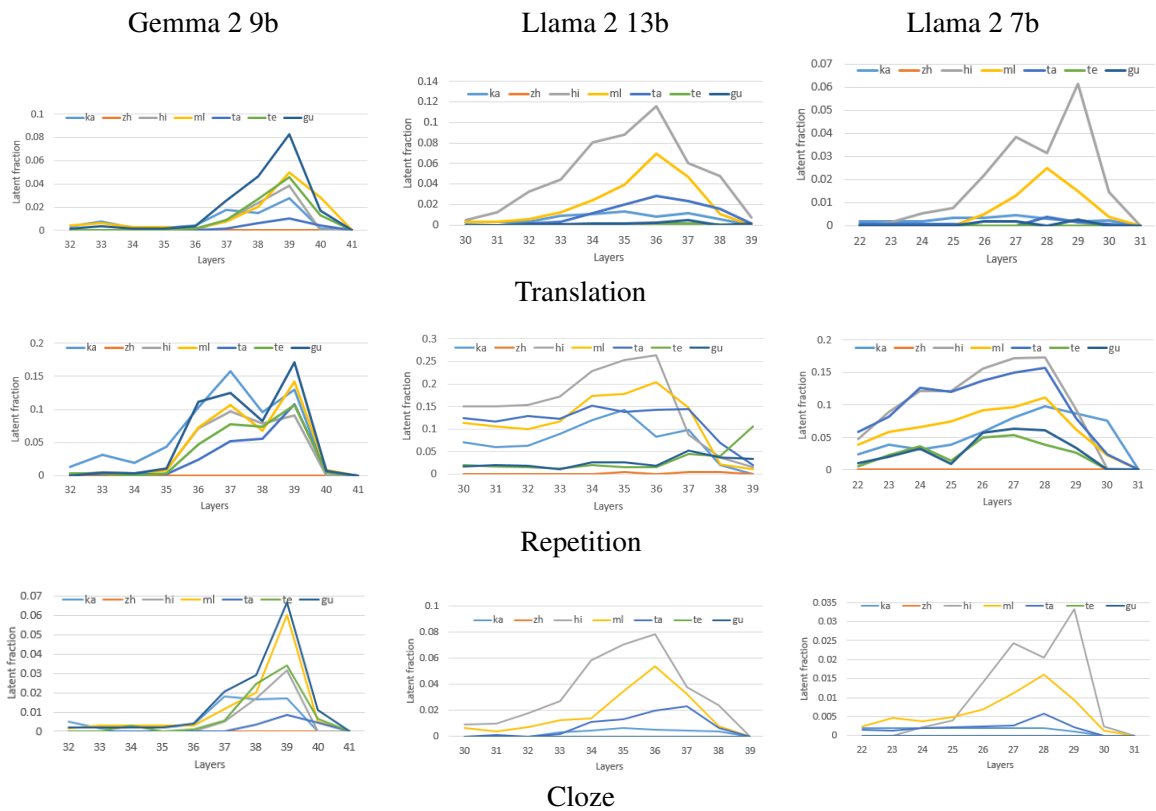 Gemma 2 9b
Llama 2 13b
Llama 2 7b
0.1
0.08
0.06
0.04
0.02
0
Latent fraction
ka zh hi ml ta te gu
32 33 34 35 36 37 38 39 40 41
Layers
0.14
0.12
0.1
0.08
0.06
0.04
0.02
0
Latent fraction
ka zh hi ml ta te gu
30 31 32 33 34 35 36 37 38 39
Layers
0.07
0.06
0.05
0.04
0.03
0.02
0.01
0
Latent fraction
ka zh hi ml ta te gu
22 23 24 25 26 27 28 29 30 31
Layers
Translation
0.2
0.15
0.1
0.05
0
Latent fraction
ka zh hi ml ta te gu
32 33 34 35 36 37 38 39 40 41
Layers
0.3
0.25
0.2
0.15
0.1
0.05
0
Latent fraction
ka zh hi ml ta te gu
30 31 32 33 34 35 36 37 38 39
Layers
0.2
0.15
0.1
0.05
0
Latent fraction
ka zh hi ml ta te gu
22 23 24 25 26 27 28 29 30 31
Layers
Repetition
0.07
0.06
0.05
0.04
0.03
0.02
0.01
0
Latent fraction
ka zh hi ml ta te gu
32 33 34 35 36 37 38 39 40 41
Layers
0.1
0.08
0.06
0.04
0.02
0
Latent fraction
ka zh hi ml ta te gu
30 31 32 33 34 35 36 37 38 39
Layers
0.035
0.03
0.025
0.02
0.015
0.01
0.005
0
Latent fraction
ka zh hi ml ta te gu
22 23 24 25 26 27 28 29 30 31
Layers
Cloze